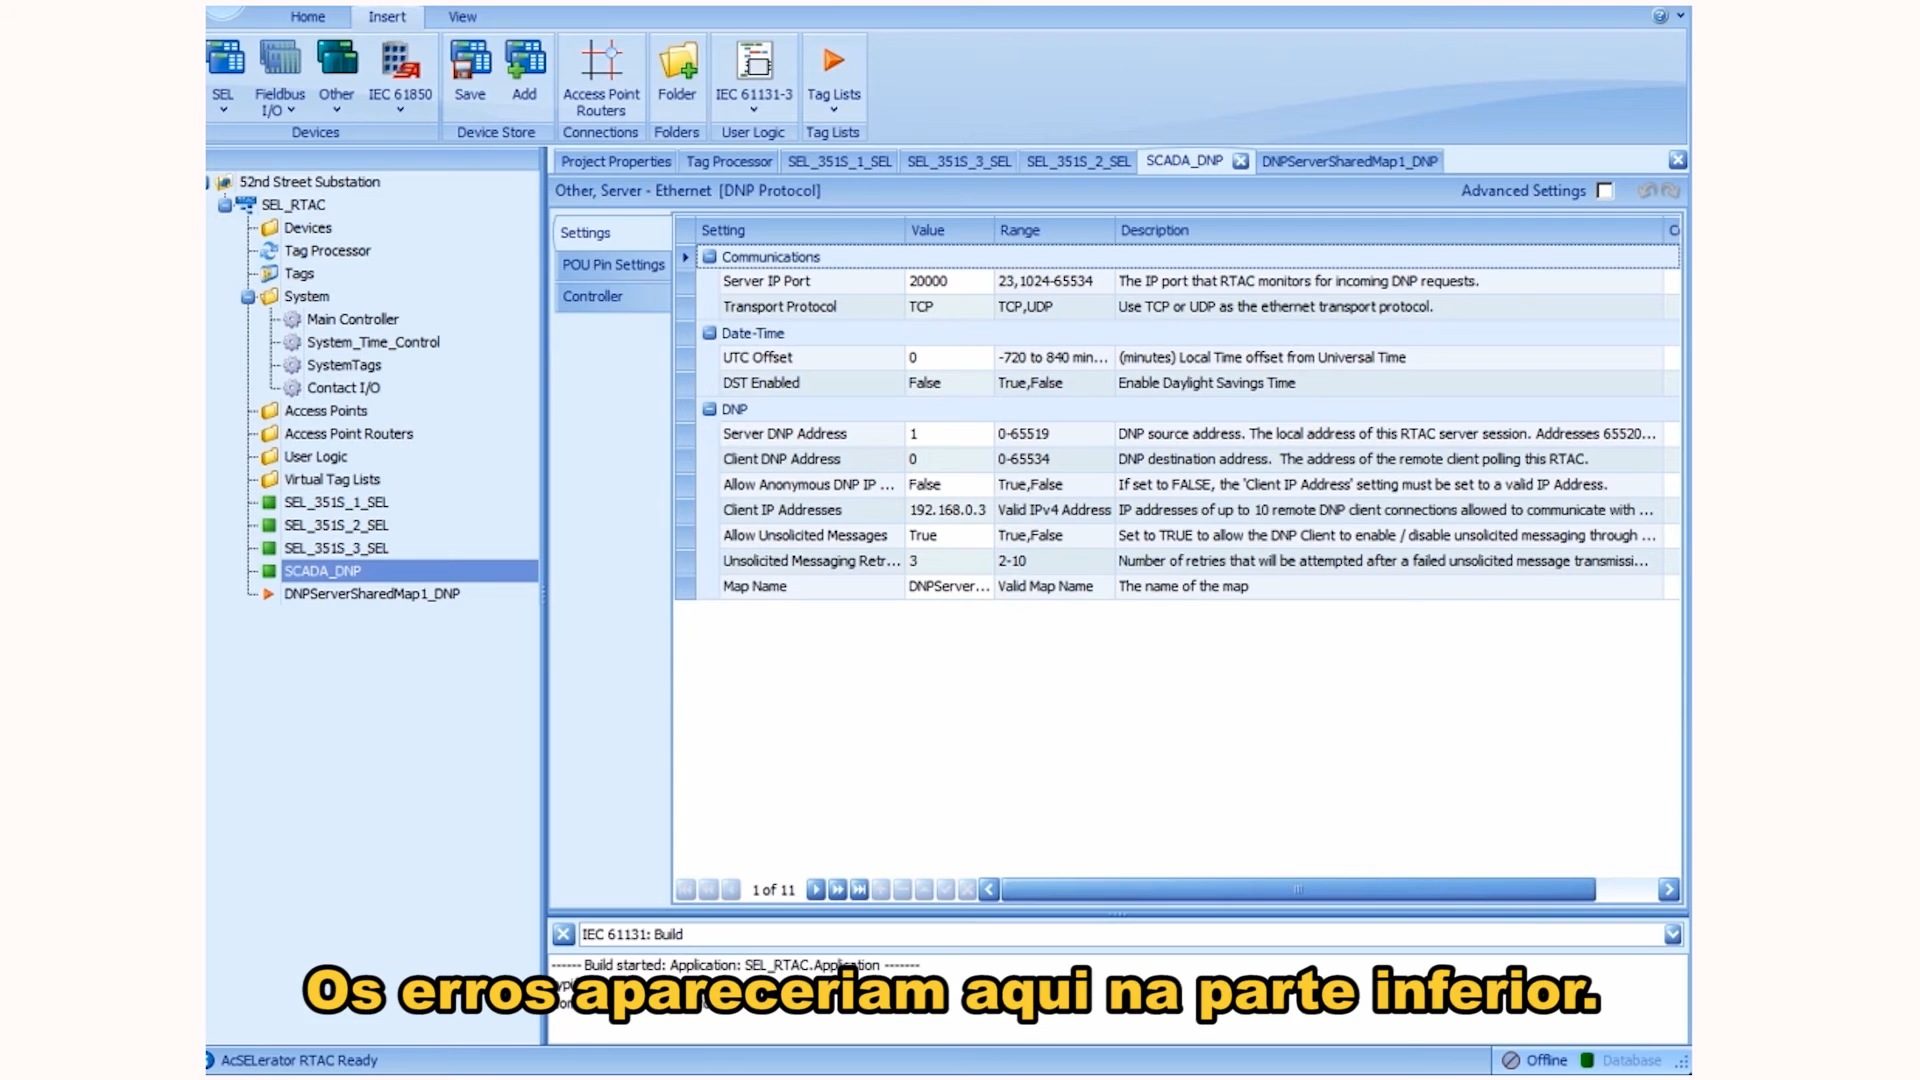 Home Insert View
SEL Fieldbus I/O Other IEC 61850 Save Add Access Point Routers Folder IEC 61131-3 Tag Lists
Devices Device Store Connections Folders User Logic Tag Lists
52nd Street Substation
SEL_RTAC
Devices
Tag Processor
Tags
System
Main Controller
System_Time_Control
SystemTags
Contact I/O
Access Points
Access Point Routers
User Logic
Virtual Tag Lists
SEL_351S_1_SEL
SEL_351S_2_SEL
SEL_351S_3_SEL
SCADA_DNP
DNPServerSharedMap1_DNP
Project Properties Tag Processor SEL_351S_1_SEL SEL_351S_3_SEL SEL_351S_2_SEL SCADA_DNP DNPServerSharedMap1_DNP
Other, Server - Ethernet [DNP Protocol] Advanced Settings
Settings
POU Pin Settings
Controller
Setting Value Range Description
Communications
Server IP Port 20000 23,1024-65534 The IP port that RTAC monitors for incoming DNP requests.
Transport Protocol TCP TCP,UDP Use TCP or UDP as the ethernet transport protocol.
Date-Time
UTC Offset 0 -720 to 840 min... (minutes) Local Time offset from Universal Time
DST Enabled False True,False Enable Daylight Savings Time
DNP
Server DNP Address 1 0-65519 DNP source address. The local address of this RTAC server session. Addresses 65520...
Client DNP Address 0 0-65534 DNP destination address. The address of the remote client polling this RTAC.
Allow Anonymous DNP IP ... False True,False If set to FALSE, the 'Client IP Address' setting must be set to a valid IP Address.
Client IP Addresses 192.168.0.3 Valid IPv4 Address IP addresses of up to 10 remote DNP client connections allowed to communicate with ...
Allow Unsolicited Messages True True,False Set to TRUE to allow the DNP Client to enable / disable unsolicited messaging through ...
Unsolicited Messaging Retr... 3 2-10 Number of retries that will be attempted after a failed unsolicited message transmissi...
Map Name DNPServer... Valid Map Name The name of the map
1 of 11
IEC 61131: Build
------ Build started: Application: SEL_RTAC.Application -------
Os erros apareceriam aqui na parte inferior.
AcSELerator RTAC Ready Offline Database